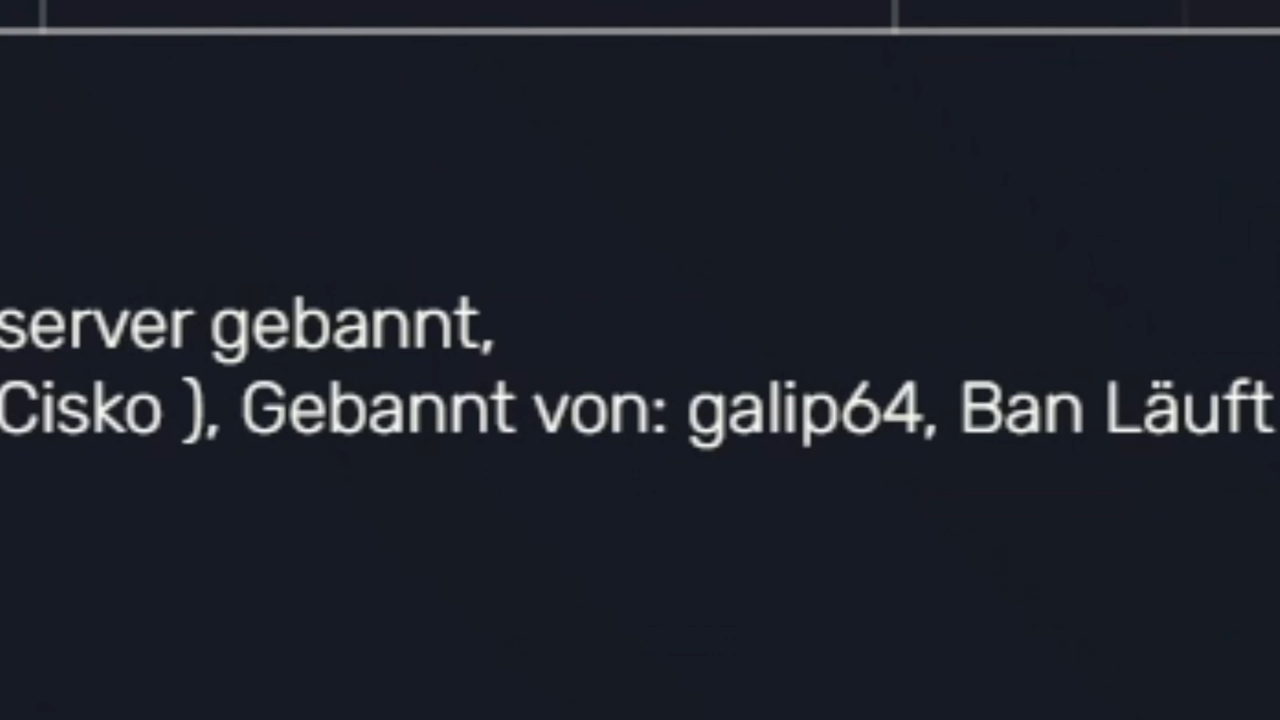 server gebannt,
Cisko ), Gebannt von: galip64, Ban Läuft